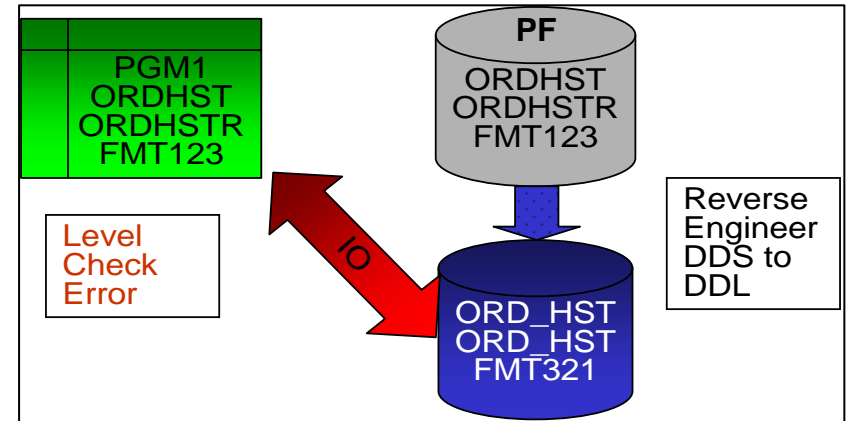 PGM1
ORDHST
ORDHSTR
FMT123
PF
ORDHST
ORDHSTR
FMT123
Level
Check
Error
IO
Reverse
Engineer
DDS to
DDL
ORD_HST
ORD_HST
FMT321